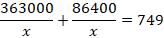 363000/x + 86400/x = 749